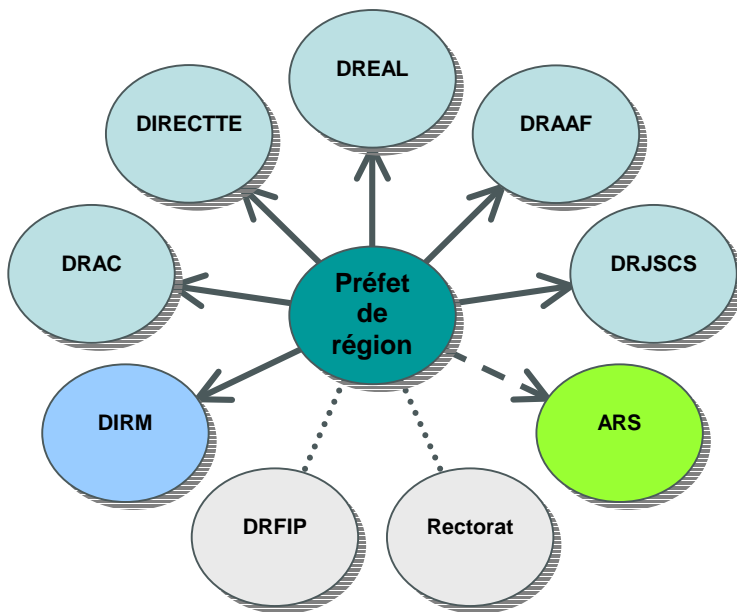 DREAL
DIRECTTE
DRAAF
DRAC
Préfet
de
région
DRJSCS
DIRM
ARS
DRFIP
Rectorat